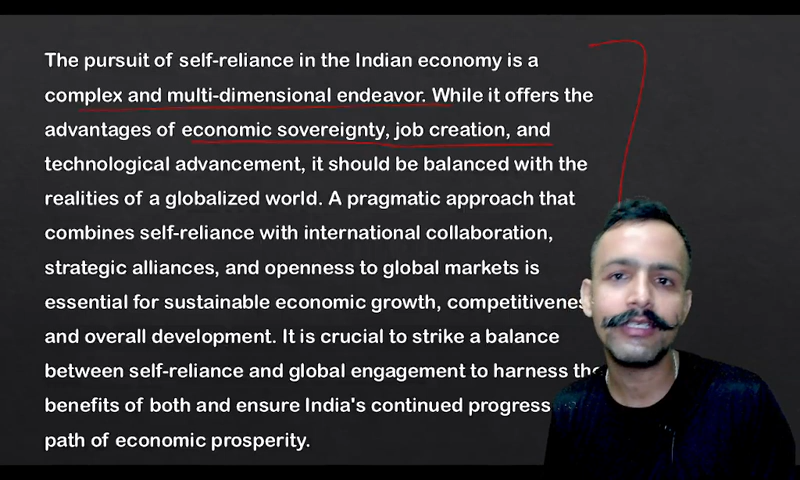 The pursuit of self-reliance in the Indian economy is a
complex and multi-dimensional endeavor. While it offers the
advantages of economic sovereignty, job creation, and
technological advancement, it should be balanced with the
realities of a globalized world. A pragmatic approach that
combines self-reliance with international collaboration,
strategic alliances, and openness to global markets is
essential for sustainable economic growth, competitiveness
and overall development. It is crucial to strike a balance
between self-reliance and global engagement to harness the
benefits of both and ensure India's continued progress
path of economic prosperity.